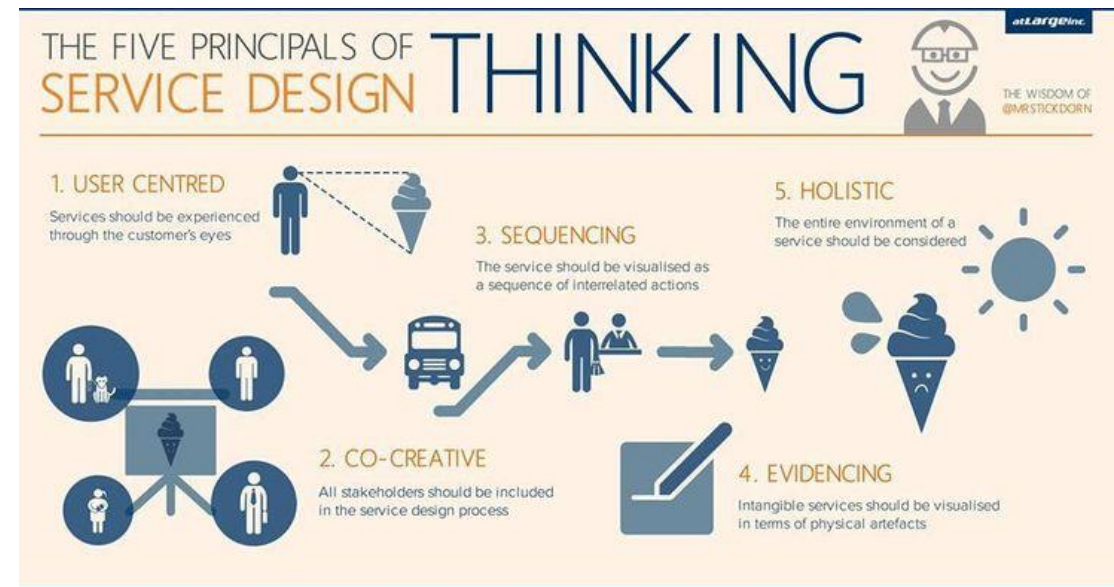 THE FIVE PRINCIPALS OF
SERVICE DESIGN
THINKING
atLargeinc.
THE WISDOM OF
@MRSTICKDORN
1. USER CENTRED
Services should be experienced
through the customer's eyes
2. CO-CREATIVE
All stakeholders should be included
in the service design process
3. SEQUENCING
The service should be visualised as
a sequence of interrelated actions
4. EVIDENCING
Intangible services should be visualised
in terms of physical artefacts
5. HOLISTIC
The entire environment of a
service should be considered